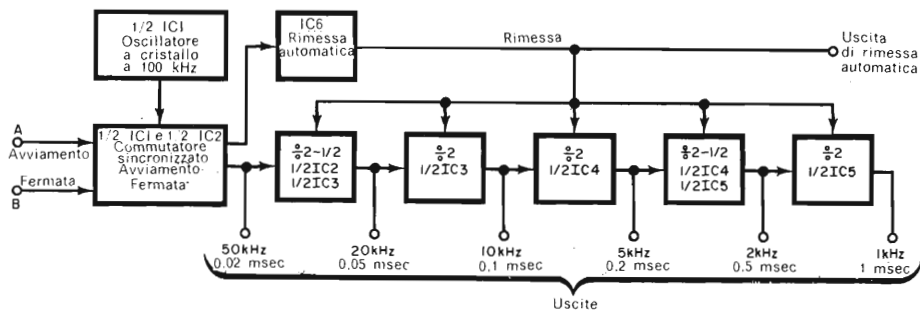 1/2 IC1
Oscillatore
a cristallo
a 100 kHz
IC6
Rimessa
automatica
Rimessa
Uscita
di rimessa
automatica
A
Avviamento
Fermata
B
1/2 IC1 e 1/2 IC2
Commutatore
sincronizzato
Avviamento-
Fermata
÷2-1/2
1/2IC2
1/2IC3
÷2
1/2IC3
÷2
1/2IC4
÷2-1/2
1/2IC4
1/2IC5
÷2
1/2IC5
50kHz
0,02 msec
20kHz
0,05 msec
10kHz
0,1 msec
5kHz
0,2 msec
2kHz
0,5 msec
1kHz
1 msec
Uscite